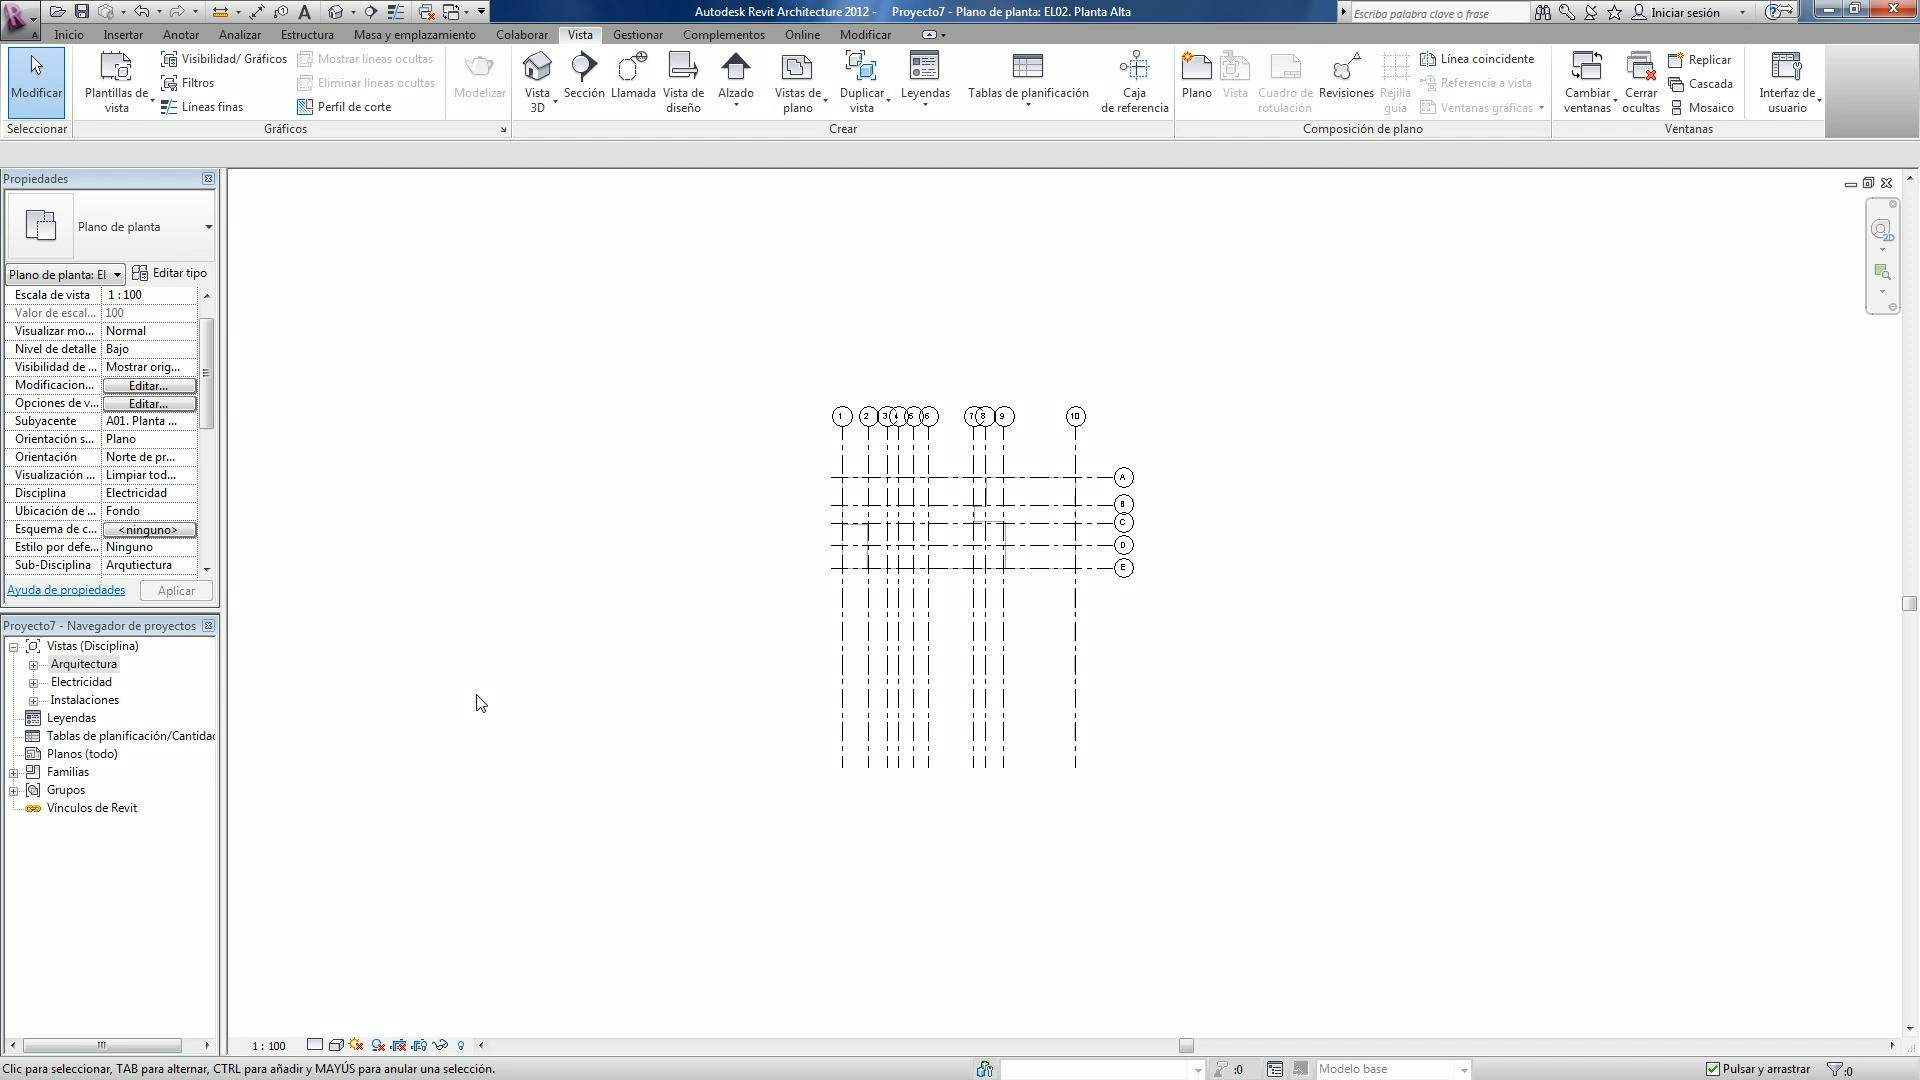 Autodesk Revit Architecture 2012 - Proyecto7 - Plano de planta: EL02. Planta Alta
Escriba palabra clave o frase
Iniciar sesión
Inicio Insertar Anotar Analizar Estructura Masa y emplazamiento Colaborar Vista Gestionar Complementos Online Modificar
Modificar
Plantillas de vista
Visibilidad/ Gráficos
Filtros
Líneas finas
Mostrar líneas ocultas
Eliminar líneas ocultas
Perfil de corte
Modelizar
Vista 3D
Sección
Llamada
Vista de diseño
Alzado
Vistas de plano
Duplicar vista
Leyendas
Tablas de planificación
Caja de referencia
Plano
Vista
Cuadro de rotulación
Revisiones
Rejilla guía
Línea coincidente
Referencia a vista
Ventanas gráficas
Cambiar ventanas
Cerrar ocultas
Replicar
Cascada
Mosaico
Interfaz de usuario
Seleccionar
Gráficos
Crear
Composición de plano
Ventanas
Propiedades
Plano de planta
Plano de planta: El
Editar tipo
Escala de vista 1 : 100
Valor de escal... 100
Visualizar mo... Normal
Nivel de detalle Bajo
Visibilidad de ... Mostrar orig...
Modificacion... Editar...
Opciones de v... Editar...
Subyacente A01. Planta ...
Orientación s... Plano
Orientación Norte de pr...
Visualización ... Limpiar tod...
Disciplina Electricidad
Ubicación de ... Fondo
Esquema de c... <ninguno>
Estilo por defe... Ninguno
Sub-Disciplina Arqutiectura
Ayuda de propiedades
Aplicar
Proyecto7 - Navegador de proyectos
Vistas (Disciplina)
Arquitectura
Electricidad
Instalaciones
Leyendas
Tablas de planificación/Cantidad
Planos (todo)
Familias
Grupos
Vínculos de Revit
1 2 3 4 5 6 7 8 9 10
A
B
C
D
E
2D
1 : 100
Clic para seleccionar, TAB para alternar, CTRL para añadir y MAYÚS para anular una selección.
:0
Modelo base
Pulsar y arrastrar
:0